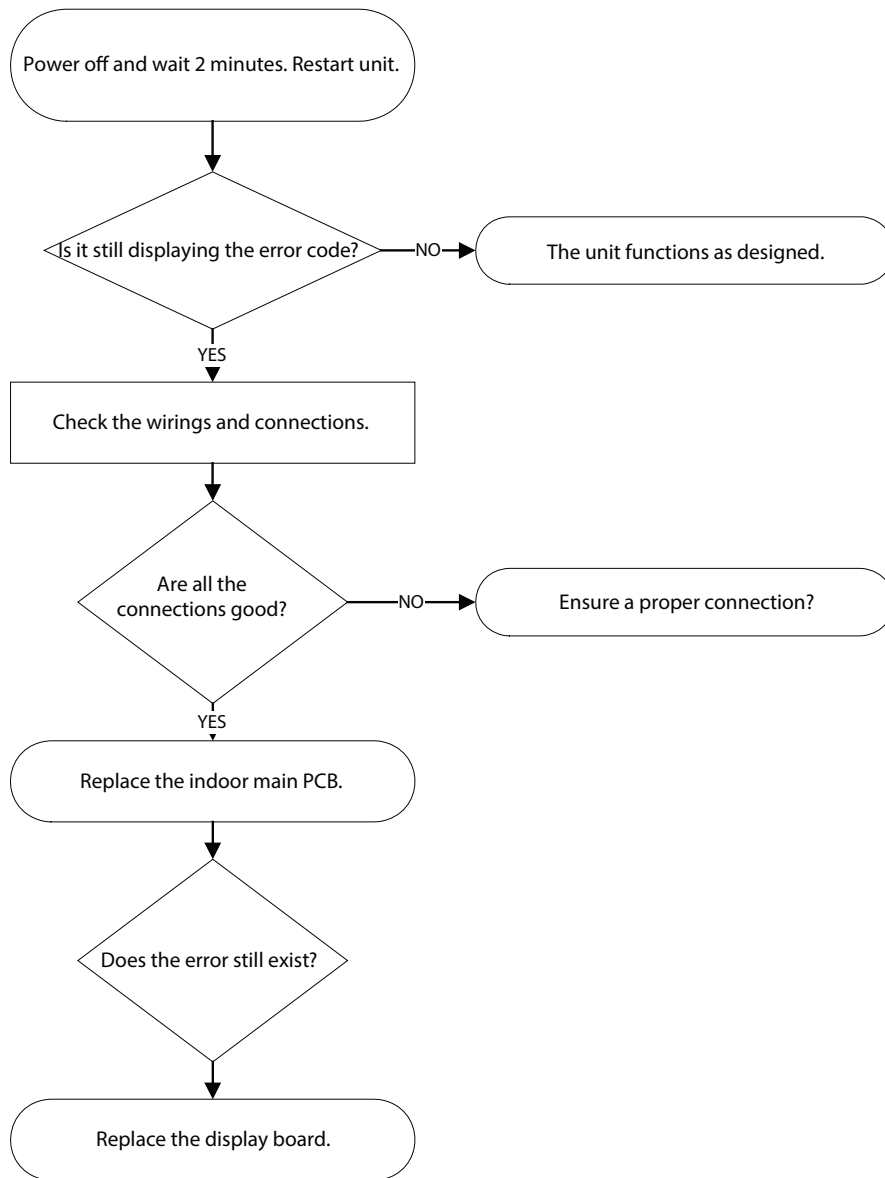 Power off and wait 2 minutes. Restart unit.
Is it still displaying the error code?
NO
The unit functions as designed.
YES
Check the wirings and connections.
Are all the
connections good?
NO
Ensure a proper connection?
YES
Replace the indoor main PCB.
Does the error still exist?
Replace the display board.